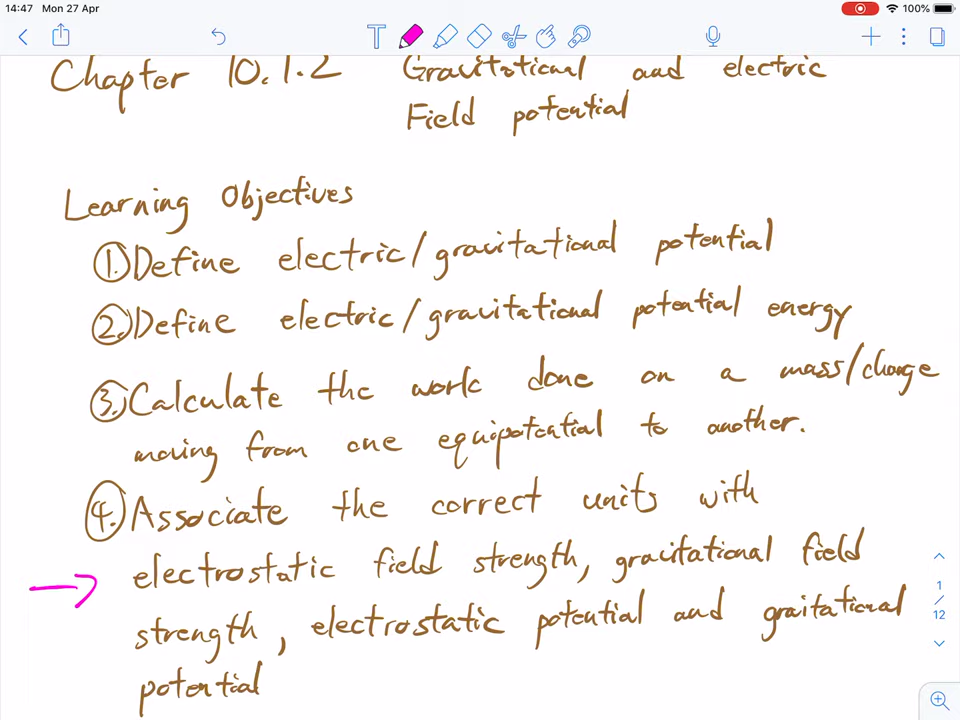 14:47 Mon 27 Apr
100%
Chapter 10.1.2 Gravitational and electric
Field potential
Learning Objectives
1. Define electric/gravitational potential
2. Define electric/gravitational potential energy
3. Calculate the work done on a mass/charge
moving from one equipotential to another.
4. Associate the correct units with
electrostatic field strength, gravitational field
strength, electrostatic potential and graitational
potential
1
/
12